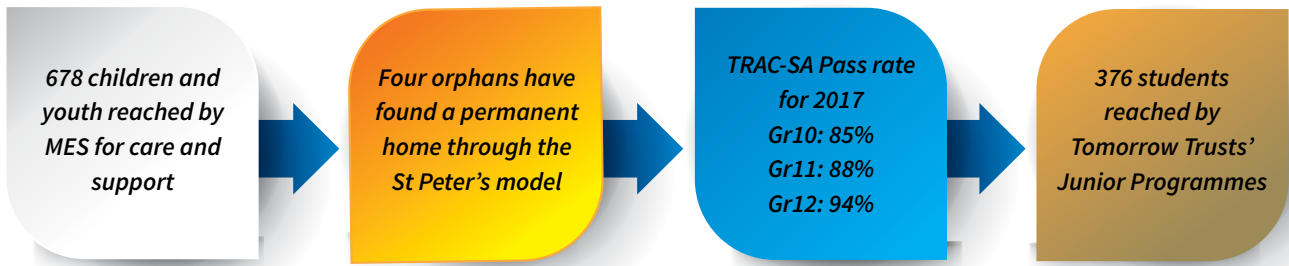 678 children and
youth reached by
MES for care and
support
Four orphans have
found a permanent
home through the
St Peter's model
TRAC-SA Pass rate
for 2017
Gr10: 85%
Gr11: 88%
Gr12: 94%
376 students
reached by
Tomorrow Trusts'
Junior Programmes